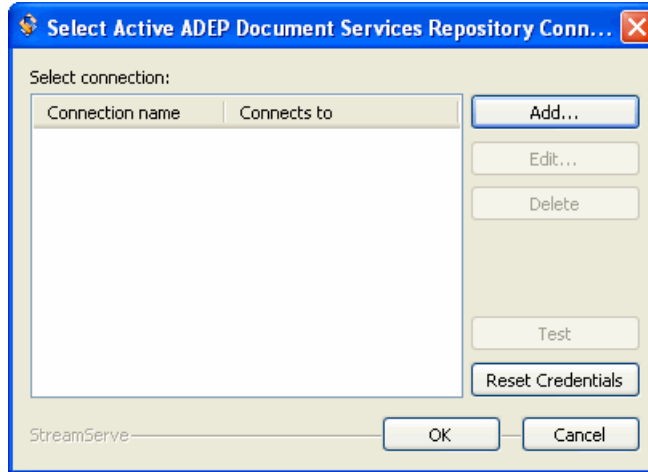 Select Active ADEP Document Services Repository Conn...
Select connection:
Connection name Connects to
Add...
Edit...
Delete
Test
Reset Credentials
StreamServe
OK Cancel